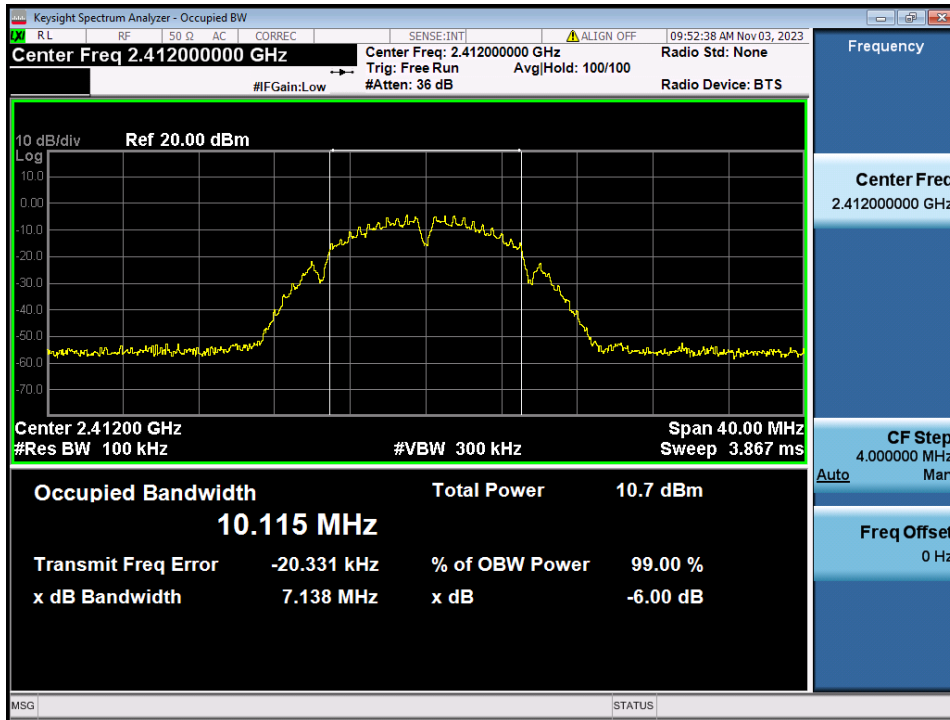 Keysight Spectrum Analyzer - Occupied BW
LXI RL RF 50 Ω AC CORREC SENSE:INT ALIGN OFF 09:52:38 AM Nov 03, 2023
Center Freq 2.412000000 GHz
Center Freq: 2.412000000 GHz
Radio Std: None
Trig: Free Run Avg|Hold: 100/100
#IFGain:Low
#Atten: 36 dB
Radio Device: BTS
Frequency
10 dB/div Ref 20.00 dBm
Log
10.0
0.00
-10.0
-20.0
-30.0
-40.0
-50.0
-60.0
-70.0
Center 2.41200 GHz Span 40.00 MHz
#Res BW 100 kHz #VBW 300 kHz Sweep 3.867 ms
Occupied Bandwidth Total Power 10.7 dBm
10.115 MHz
Transmit Freq Error -20.331 kHz % of OBW Power 99.00 %
x dB Bandwidth 7.138 MHz x dB -6.00 dB
Center Freq
2.412000000 GHz
CF Step
4.000000 MHz
Auto Man
Freq Offset
0 Hz
MSG STATUS